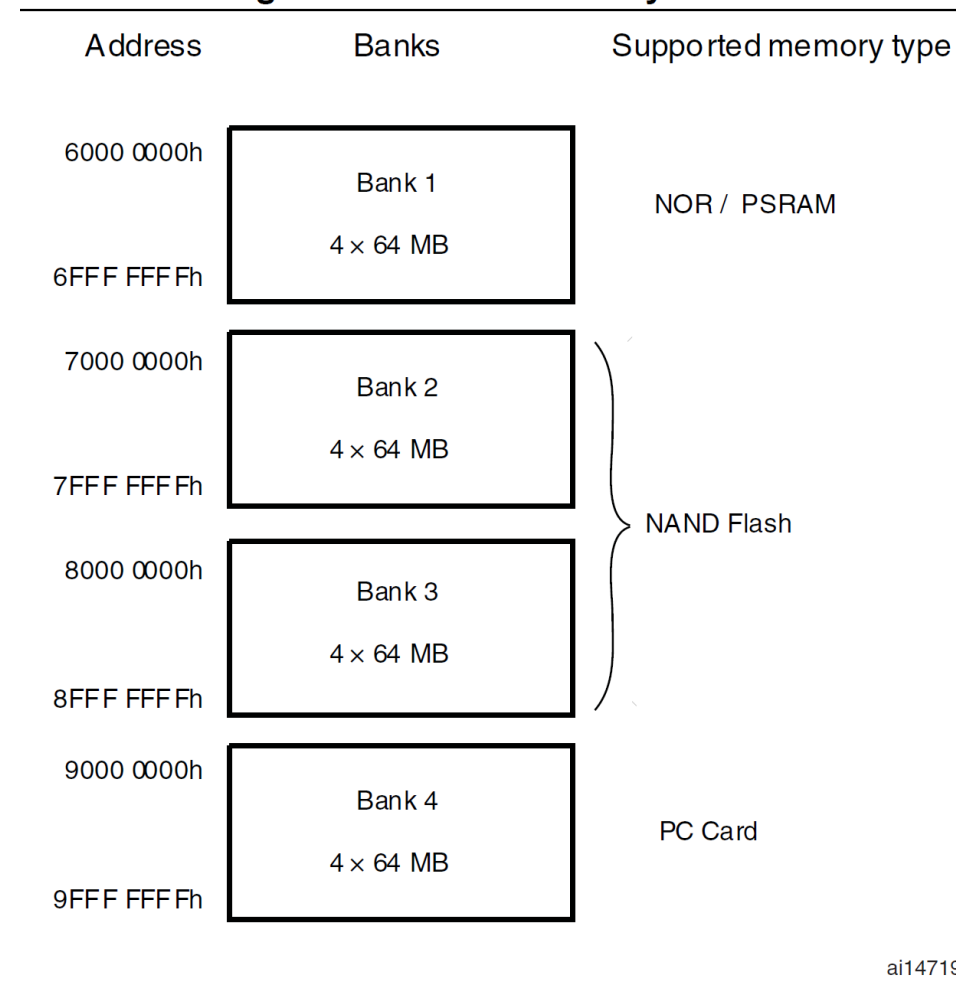 Address Banks Supported memory type
6000 0000h
Bank 1
NOR / PSRAM
4 × 64 MB
6FFF FFFFh
7000 0000h
Bank 2
4 × 64 MB
7FFF FFFFh
NAND Flash
8000 0000h
Bank 3
4 × 64 MB
8FFF FFFFh
9000 0000h
Bank 4
PC Card
4 × 64 MB
9FFF FFFFh
ai14719